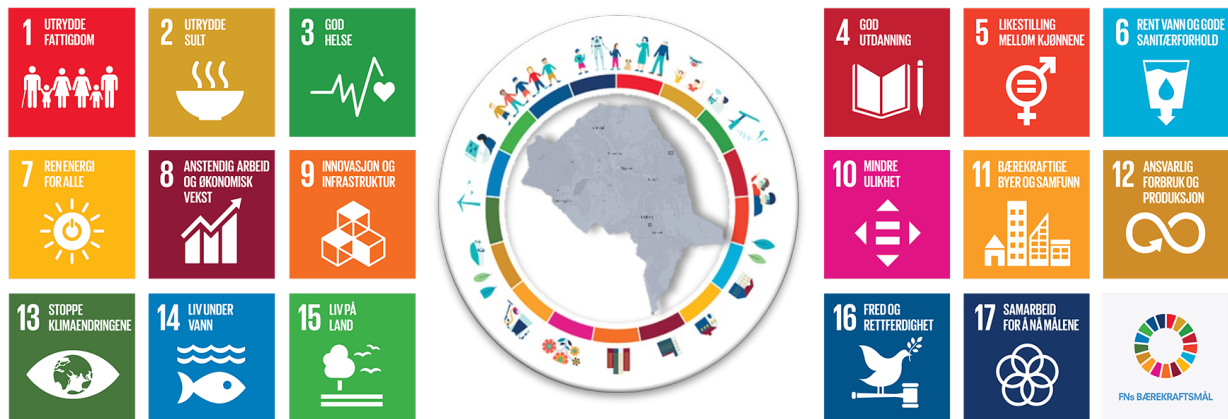 1 UTRYDDE
FATTIGDOM
2 UTRYDDE
SULT
3 GOD
HELSE
4 GOD
UTDANNING
5 LIKESTILLING
MELLOM KJØNNENE
6 RENT VANN OG GODE
SANITÆRFORHOLD
7 REN ENERGI
FOR ALLE
8 ANSTENDIG ARBEID
OG ØKONOMISK
VEKST
9 INNOVASJON OG
INFRASTRUKTUR
10 MINDRE
ULIKHET
11 BÆREKRAFTIGE
BYER OG SAMFUNN
12 ANSVARLIG
FORBRUK OG
PRODUKSJON
13 STOPPE
KLIMAENDRINGENE
14 LIV UNDER
VANN
15 LIV PÅ
LAND
16 FRED OG
RETTFERDIGHET
17 SAMARBEID
FOR Å NÅ MÅLENE
FNs BÆREKRAFTSMÅL